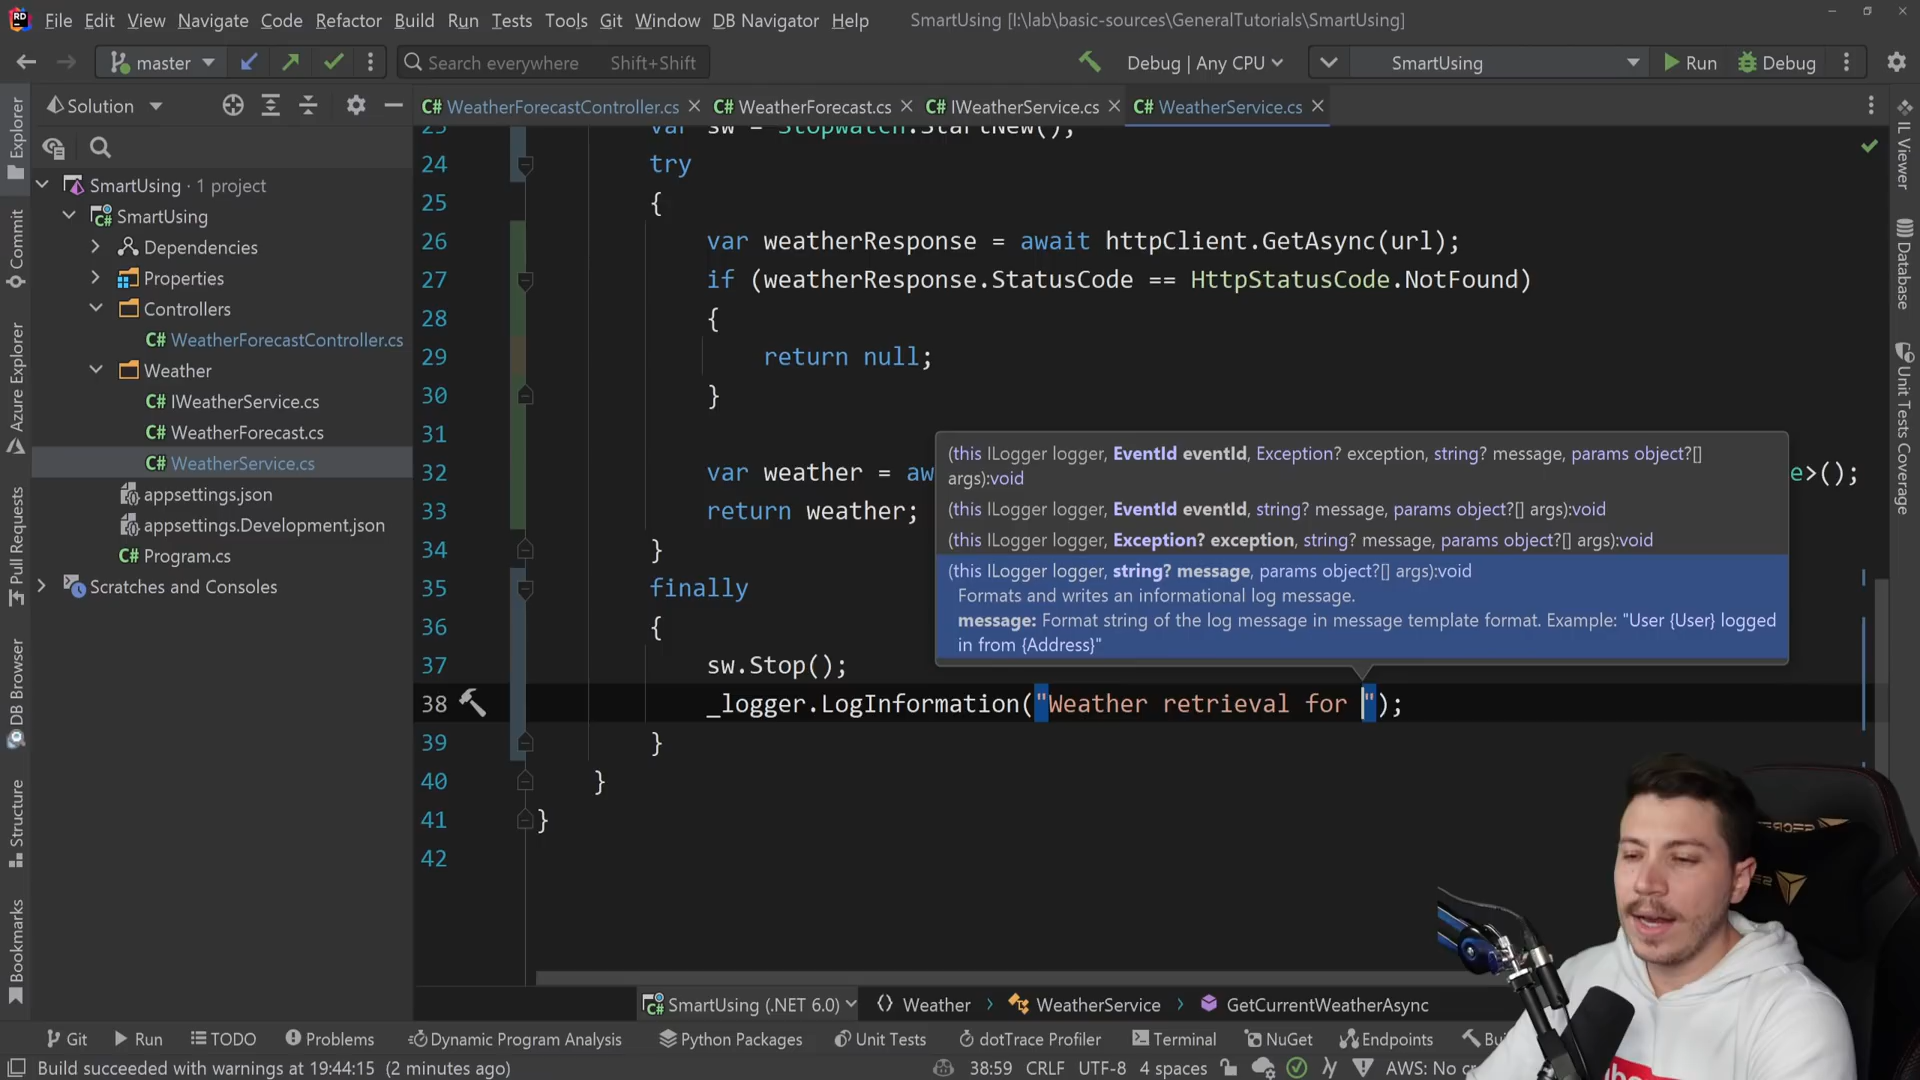 File Edit View Navigate Code Refactor Build Run Tests Tools Git Window DB Navigator Help SmartUsing [I:\lab\basic-sources\GeneralTutorials\SmartUsing]
master Search everywhere Shift+Shift Debug | Any CPU SmartUsing Run Debug
Solution
C# WeatherForecastController.cs C# WeatherForecast.cs C# IWeatherService.cs C# WeatherService.cs
Explorer
Commit
Azure Explorer
Pull Requests
DB Browser
Structure
Bookmarks
SmartUsing · 1 project
SmartUsing
Dependencies
Properties
Controllers
C# WeatherForecastController.cs
Weather
C# IWeatherService.cs
C# WeatherForecast.cs
C# WeatherService.cs
appsettings.json
appsettings.Development.json
Program.cs
Scratches and Consoles
23 var sw = Stopwatch.StartNew();
24 try
25 {
26 var weatherResponse = await httpClient.GetAsync(url);
27 if (weatherResponse.StatusCode == HttpStatusCode.NotFound)
28 {
29 return null;
30 }
31
32 var weather = aw e>();
33 return weather;
34 }
35 finally
36 {
37 sw.Stop();
38 _logger.LogInformation("Weather retrieval for ");
39 }
40 }
41 }
42
(this ILogger logger, EventId eventId, Exception? exception, string? message, params object?[]
args):void
(this ILogger logger, EventId eventId, string? message, params object?[] args):void
(this ILogger logger, Exception? exception, string? message, params object?[] args):void
(this ILogger logger, string? message, params object?[] args):void
Formats and writes an informational log message.
message: Format string of the log message in message template format. Example: "User {User} logged
in from {Address}"
IL Viewer
Database
Unit Tests Coverage
SmartUsing (.NET 6.0) Weather WeatherService GetCurrentWeatherAsync
Git Run TODO Problems Dynamic Program Analysis Python Packages Unit Tests dotTrace Profiler Terminal NuGet Endpoints
Build succeeded with warnings at 19:44:15 (2 minutes ago) 38:59 CRLF UTF-8 4 spaces AWS: No